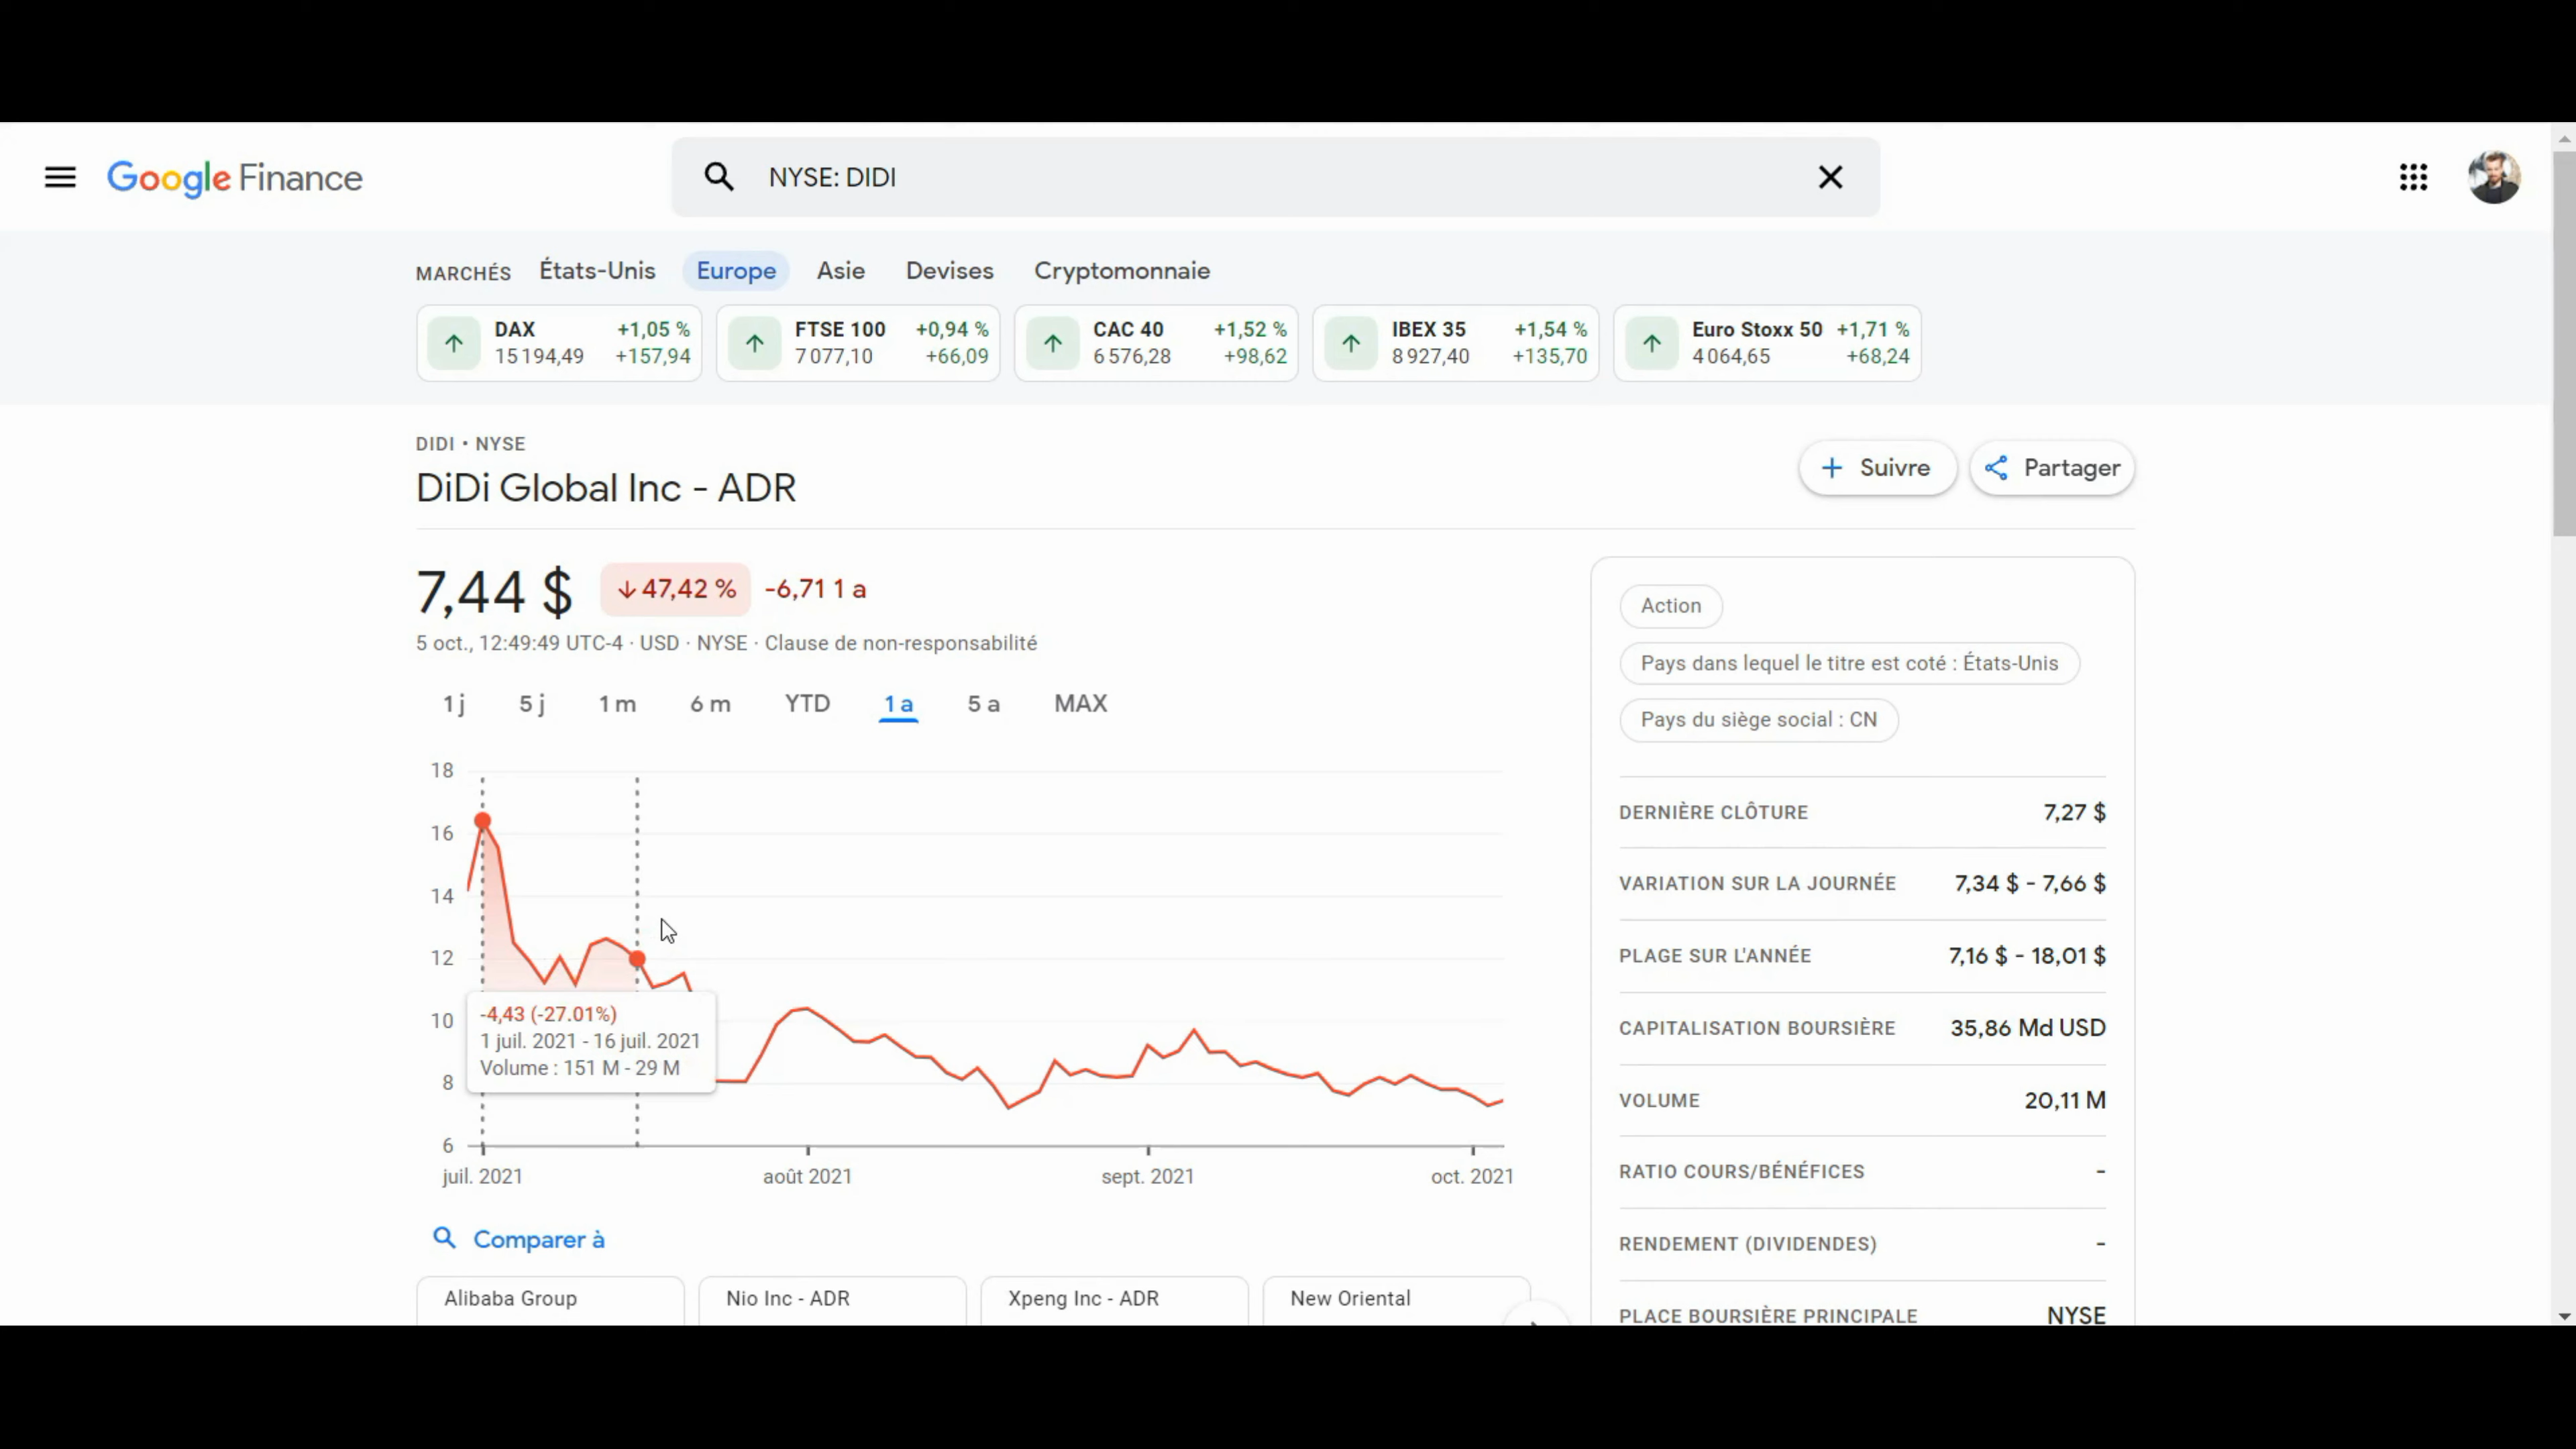 Google Finance
NYSE: DIDI
MARCHÉS États-Unis Europe Asie Devises Cryptomonnaie
DAX +1,05 %
15 194,49 +157,94
FTSE 100 +0,94 %
7 077,10 +66,09
CAC 40 +1,52 %
6 576,28 +98,62
IBEX 35 +1,54 %
8 927,40 +135,70
Euro Stoxx 50 +1,71 %
4 064,65 +68,24
DIDI • NYSE
DiDi Global Inc - ADR
Suivre
Partager
7,44 $ 47,42 % -6,71 1 a
5 oct., 12:49:49 UTC-4 · USD · NYSE · Clause de non-responsabilité
1 j 5 j 1 m 6 m YTD 1 a 5 a MAX
18
16
14
12
10
8
6
-4,43 (-27.01%)
1 juil. 2021 - 16 juil. 2021
Volume : 151 M - 29 M
juil. 2021 août 2021 sept. 2021 oct. 2021
Comparer à
Alibaba Group
Nio Inc - ADR
Xpeng Inc - ADR
New Oriental
Action
Pays dans lequel le titre est coté : États-Unis
Pays du siège social : CN
DERNIÈRE CLÔTURE 7,27 $
VARIATION SUR LA JOURNÉE 7,34 $ - 7,66 $
PLAGE SUR L'ANNÉE 7,16 $ - 18,01 $
CAPITALISATION BOURSIÈRE 35,86 Md USD
VOLUME 20,11 M
RATIO COURS/BÉNÉFICES -
RENDEMENT (DIVIDENDES) -
PLACE BOURSIÈRE PRINCIPALE NYSE